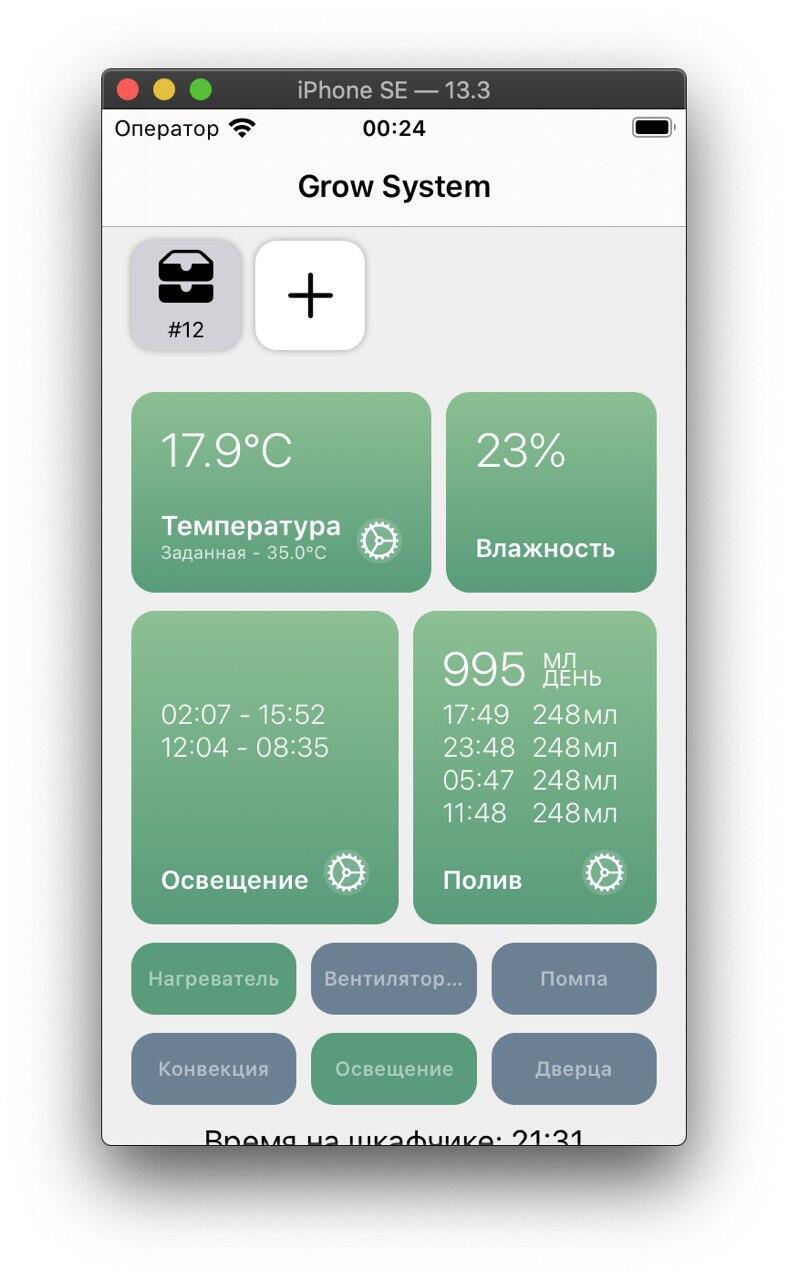 iPhone SE — 13.3
Оператор 00:24
Grow System
#12
17.9°C
Температура
Заданная - 35.0°C
23%
Влажность
02:07 - 15:52
12:04 - 08:35
Освещение
995 МЛ ДЕНЬ
17:49 248мл
23:48 248мл
05:47 248мл
11:48 248мл
Полив
Нагреватель Вентилятор... Помпа
Конвекция Освещение Дверца
Время на шкафчике: 21:31